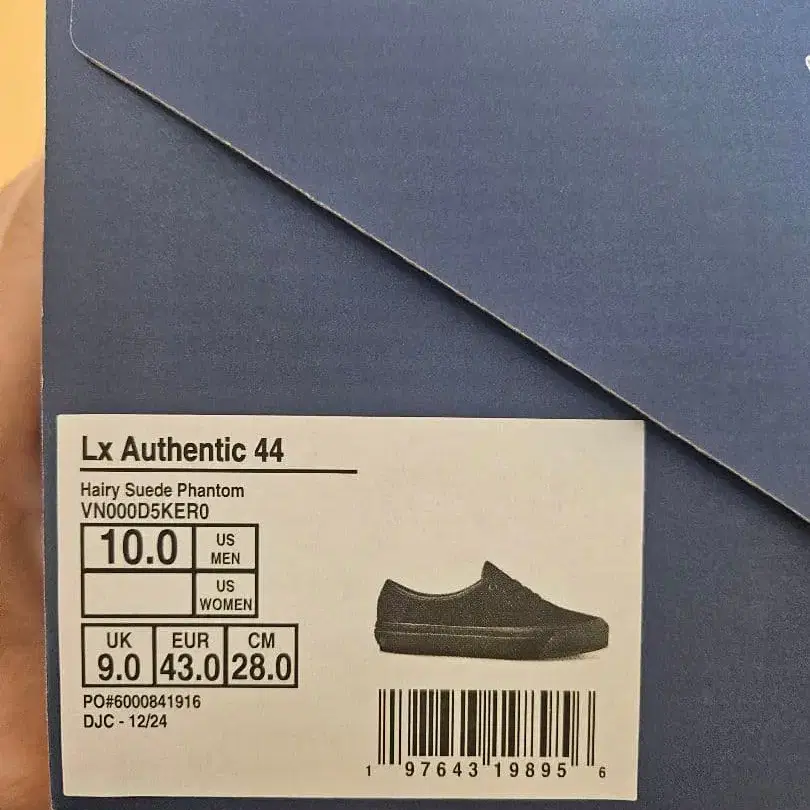 Lx Authentic 44
Hairy Suede Phantom
VN000D5KER0
10.0 US MEN
US WOMEN
UK EUR CM
9.0 43.0 28.0
PO#6000841916
DJC - 12/24
1 97643 19895 6